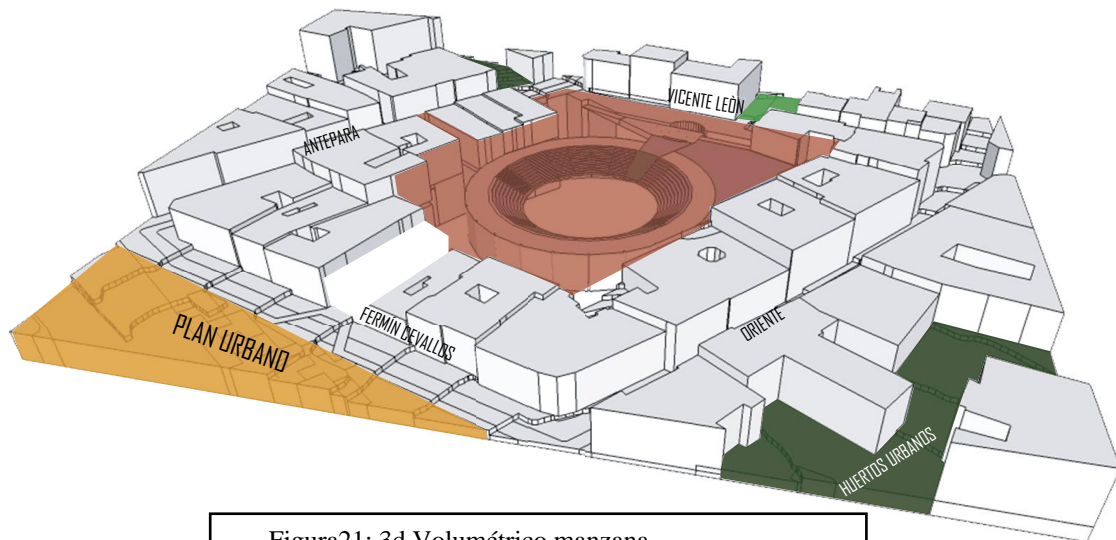 VICENTE LEÒN
ANTEPARA
PLAN URBANO
FERMÍN CEVALLOS
ORIENTE
HUERTOS URBANOS
Figura21: 3d Volumétrico manzana